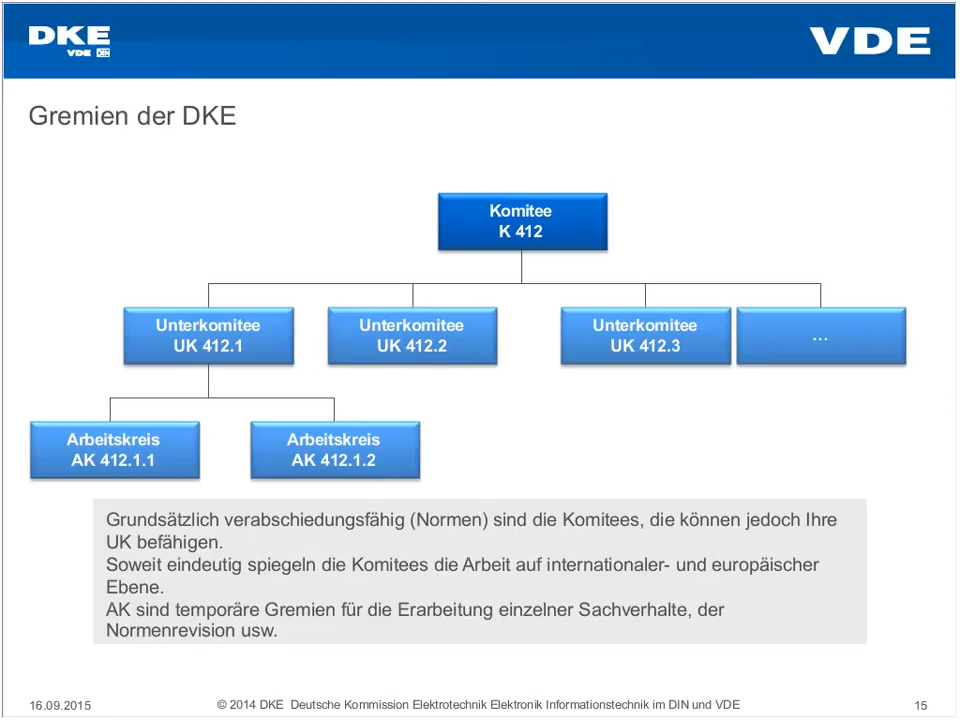 DKE
VDE DIN
VDE
Gremien der DKE
Komitee
K 412
Unterkomitee
UK 412.1
Unterkomitee
UK 412.2
Unterkomitee
UK 412.3
...
Arbeitskreis
AK 412.1.1
Arbeitskreis
AK 412.1.2
Grundsätzlich verabschiedungsfähig (Normen) sind die Komitees, die können jedoch Ihre
UK befähigen.
Soweit eindeutig spiegeln die Komitees die Arbeit auf internationaler- und europäischer
Ebene.
AK sind temporäre Gremien für die Erarbeitung einzelner Sachverhalte, der
Normenrevision usw.
16.09.2015
© 2014 DKE Deutsche Kommission Elektrotechnik Elektronik Informationstechnik im DIN und VDE
15